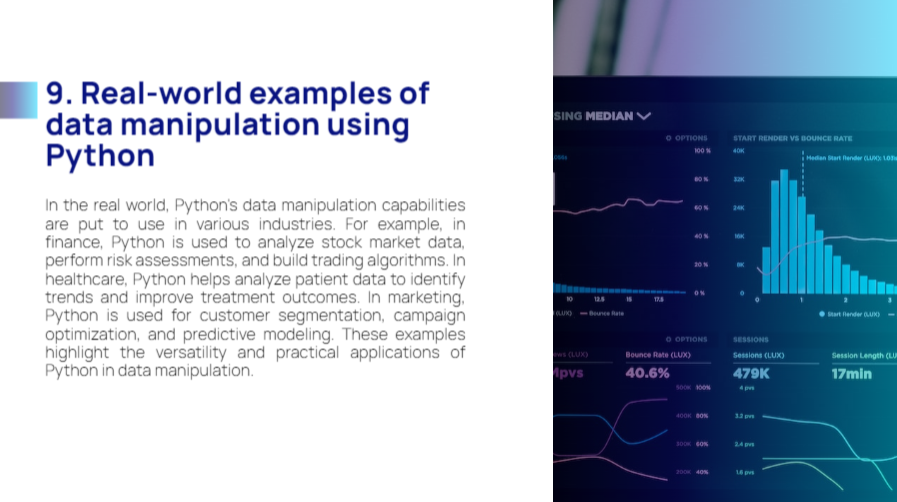 9. Real-world examples of
data manipulation using
Python
In the real world, Python's data manipulation capabilities
are put to use in various industries. For example, in
finance, Python is used to analyze stock market data,
perform risk assessments, and build trading algorithms. In
healthcare, Python helps analyze patient data to identify
trends and improve treatment outcomes. In marketing,
Python is used for customer segmentation, campaign
optimization, and predictive modeling. These examples
highlight the versatility and practical applications of
Python in data manipulation.
SING MEDIAN
OPTIONS
100 %
80 %
60 %
40 %
20 %
0 %
10 12.5 15 17.5
(LUX) Bounce Rate
START RENDER VS BOUNCE RATE
40K
Median Start Render (LUX):
32K
24K
16K
8K
0
0 1 2 3
Start Render (LUX)
OPTIONS
(LUX)
Bounce Rate (LUX)
pvs
40.6%
500K 100%
400K 80%
300K 60%
200K 40%
SESSIONS
Sessions (LUX)
479K
4 pvs
3.2 pvs
2.4 pvs
1.6 pvs
Session Length (LU
17min